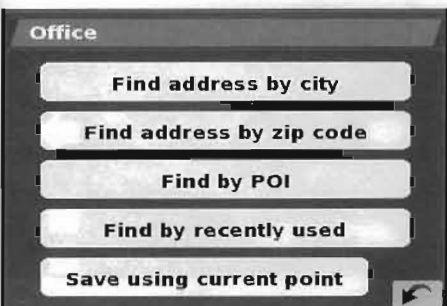 Office
Find address by city
Find address by zip code
Find by POI
Find by recently used
Save using current point